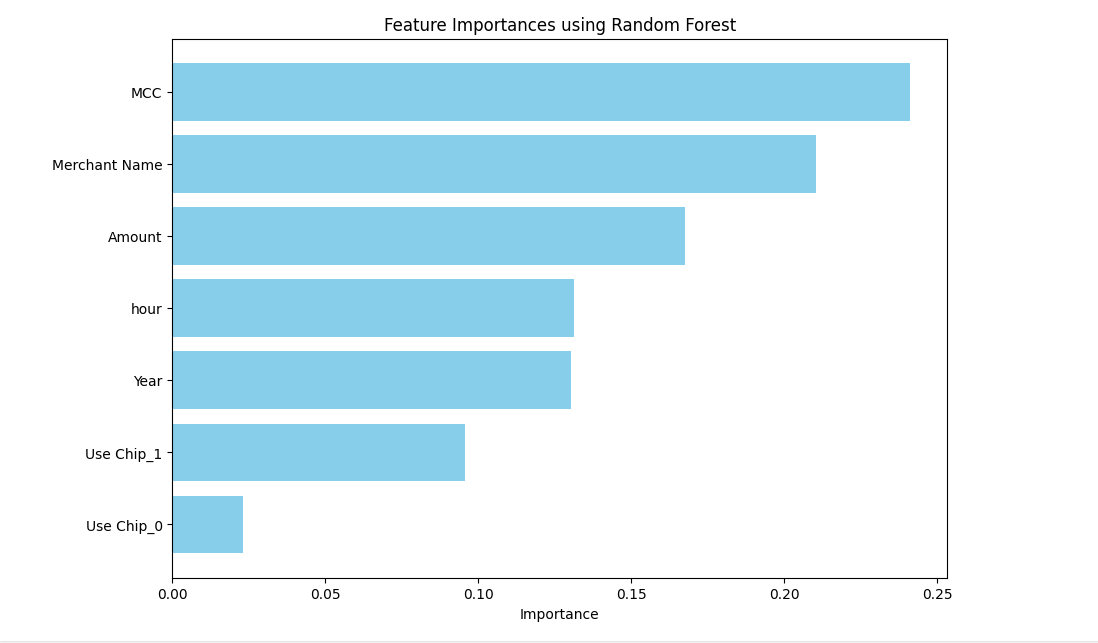 Feature Importances using Random Forest
MCC
Merchant Name
Amount
hour
Year
Use Chip_1
Use Chip_0
0.00 0.05 0.10 0.15 0.20 0.25
Importance